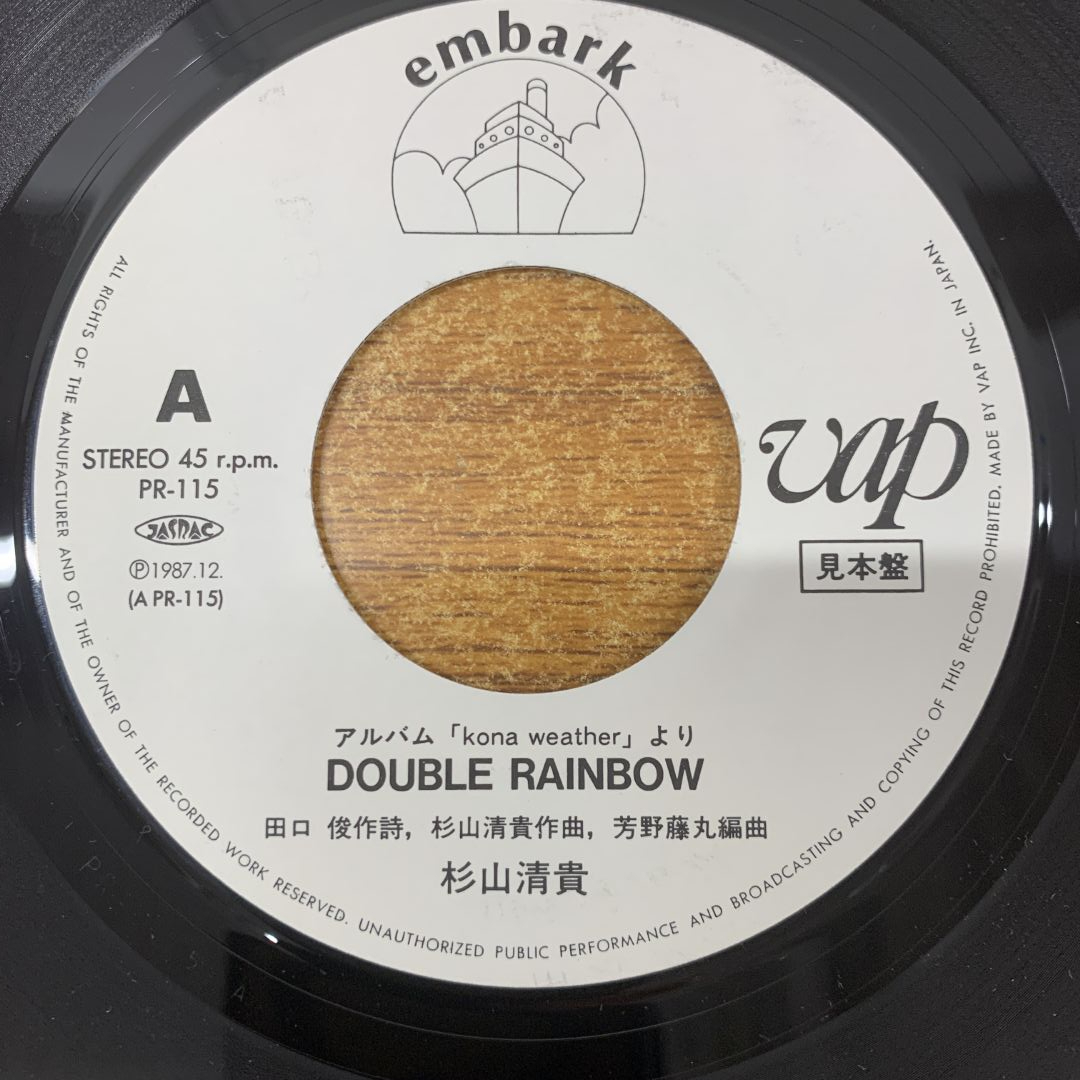 embark
A
STEREO 45 r.p.m.
PR-115
JASRAC
Ⓟ1987.12.
(A PR-115)
vap
見本盤
アルバム「kona weather」より
DOUBLE RAINBOW
田口 俊作詩, 杉山清貴作曲, 芳野藤丸編曲
杉山清貴
ALL RIGHTS OF THE MANUFACTURER AND OF THE OWNER OF THE RECORDED WORK RESERVED. UNAUTHORIZED PUBLIC PERFORMANCE AND BROADCASTING AND COPYING OF THIS RECORD PROHIBITED. MADE BY VAP INC. IN JAPAN.